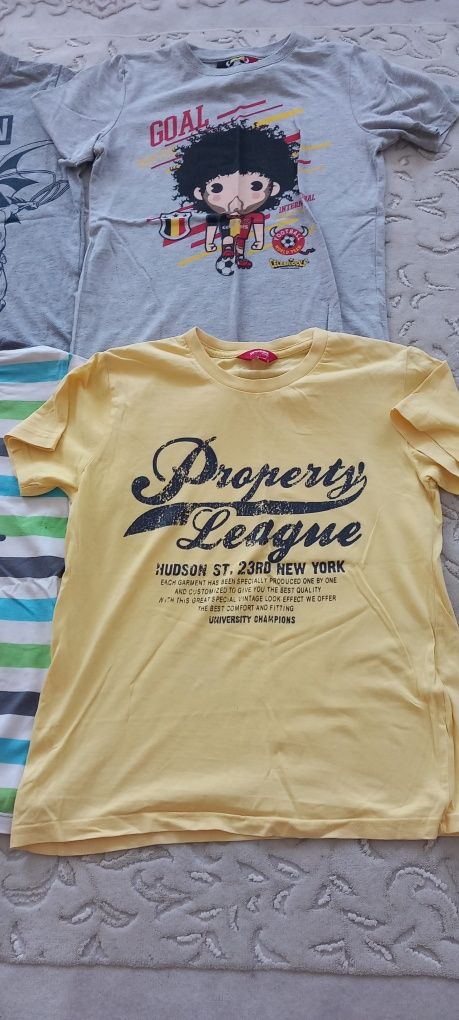 GOAL
Property
League
HUDSON ST. 23RD NEW YORK
EACH GARMENT HAS BEEN SPECIALLY PRODUCED ONE BY ONE
AND CUSTOMIZED TO GIVE YOU THE BEST QUALITY
WITH THIS GREAT SPECIAL VINTAGE LOOK EFFECT WE OFFER
THE BEST COMFORT AND FITTING
UNIVERSITY CHAMPIONS